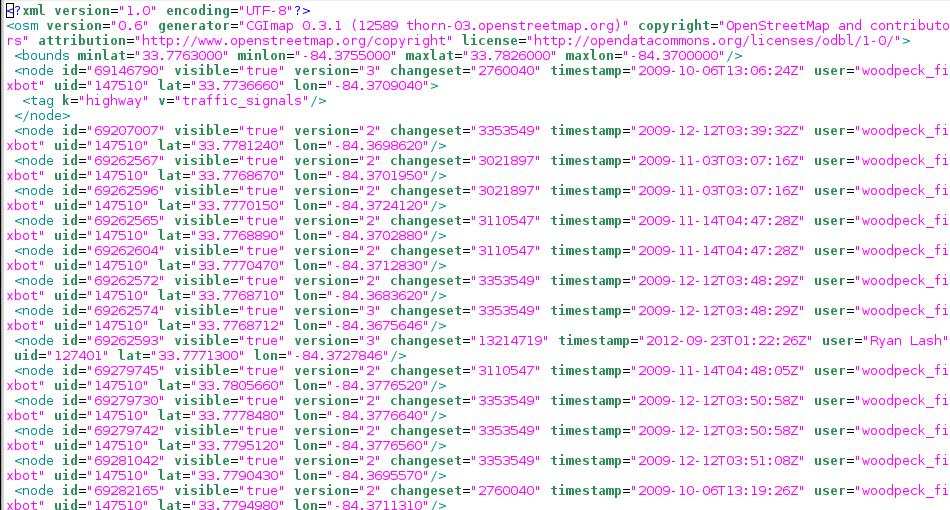 <?xml version="1.0" encoding="UTF-8"?>
<osm version="0.6" generator="CGImap 0.3.1 (12589 thorn-03.openstreetmap.org)" copyright="OpenStreetMap and contributo
rs" attribution="http://www.openstreetmap.org/copyright" license="http://opendatacommons.org/licenses/odbl/1-0/">
 <bounds minlat="33.7763000" minlon="-84.3755000" maxlat="33.7826000" maxlon="-84.3700000"/>
 <node id="69146790" visible="true" version="3" changeset="2760040" timestamp="2009-10-06T13:06:24Z" user="woodpeck_fi
xbot" uid="147510" lat="33.7736660" lon="-84.3709040">
  <tag k="highway" v="traffic_signals"/>
 </node>
 <node id="69207007" visible="true" version="2" changeset="3353549" timestamp="2009-12-12T03:39:32Z" user="woodpeck_fi
xbot" uid="147510" lat="33.7781240" lon="-84.3698620"/>
 <node id="69262567" visible="true" version="2" changeset="3021897" timestamp="2009-11-03T03:07:16Z" user="woodpeck_fi
xbot" uid="147510" lat="33.7768670" lon="-84.3701950"/>
 <node id="69262596" visible="true" version="2" changeset="3021897" timestamp="2009-11-03T03:07:16Z" user="woodpeck_fi
xbot" uid="147510" lat="33.7770150" lon="-84.3724120"/>
 <node id="69262565" visible="true" version="2" changeset="3110547" timestamp="2009-11-14T04:47:28Z" user="woodpeck_fi
xbot" uid="147510" lat="33.7768890" lon="-84.3702880"/>
 <node id="69262604" visible="true" version="2" changeset="3110547" timestamp="2009-11-14T04:47:28Z" user="woodpeck_fi
xbot" uid="147510" lat="33.7770470" lon="-84.3712830"/>
 <node id="69262572" visible="true" version="2" changeset="3353549" timestamp="2009-12-12T03:48:29Z" user="woodpeck_fi
xbot" uid="147510" lat="33.7768710" lon="-84.3683620"/>
 <node id="69262574" visible="true" version="3" changeset="3353549" timestamp="2009-12-12T03:48:29Z" user="woodpeck_fi
xbot" uid="147510" lat="33.7768712" lon="-84.3675646"/>
 <node id="69262593" visible="true" version="3" changeset="13214719" timestamp="2012-09-23T01:22:26Z" user="Ryan Lash"
 uid="127401" lat="33.7771300" lon="-84.3727846"/>
 <node id="69279745" visible="true" version="2" changeset="3110547" timestamp="2009-11-14T04:48:05Z" user="woodpeck_fi
xbot" uid="147510" lat="33.7805660" lon="-84.3776520"/>
 <node id="69279730" visible="true" version="2" changeset="3353549" timestamp="2009-12-12T03:50:58Z" user="woodpeck_fi
xbot" uid="147510" lat="33.7778480" lon="-84.3776640"/>
 <node id="69279742" visible="true" version="2" changeset="3353549" timestamp="2009-12-12T03:50:58Z" user="woodpeck_fi
xbot" uid="147510" lat="33.7795120" lon="-84.3776560"/>
 <node id="69281042" visible="true" version="2" changeset="3353549" timestamp="2009-12-12T03:51:08Z" user="woodpeck_fi
xbot" uid="147510" lat="33.7790430" lon="-84.3695570"/>
 <node id="69282165" visible="true" version="2" changeset="2760040" timestamp="2009-10-06T13:19:26Z" user="woodpeck_fi
xbot" uid="147510" lat="33.7794980" lon="-84.3711310"/>